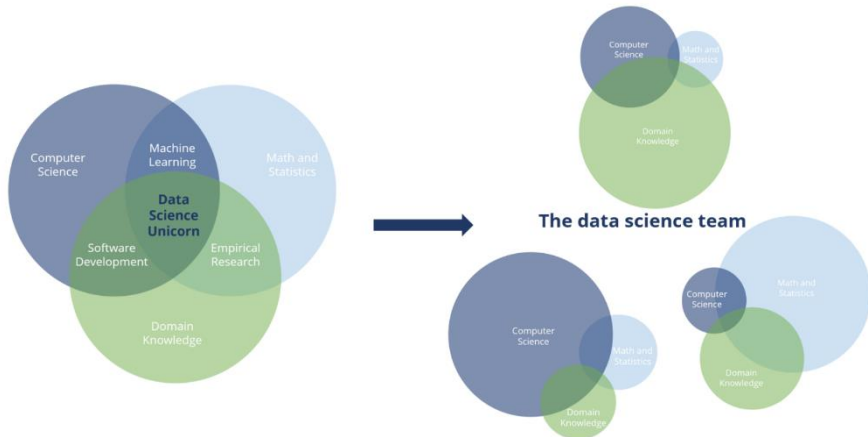 Computer
Science
Machine
Learning
Math and
Statistics
Data
Science
Unicorn
Software
Development
Empirical
Research
Domain
Knowledge
Computer
Science
Math and
Statistics
Domain
Knowledge
The data science team
Computer
Science
Math and
Statistics
Domain
Knowledge
Computer
Science
Math and
Statistics
Domain
Knowledge